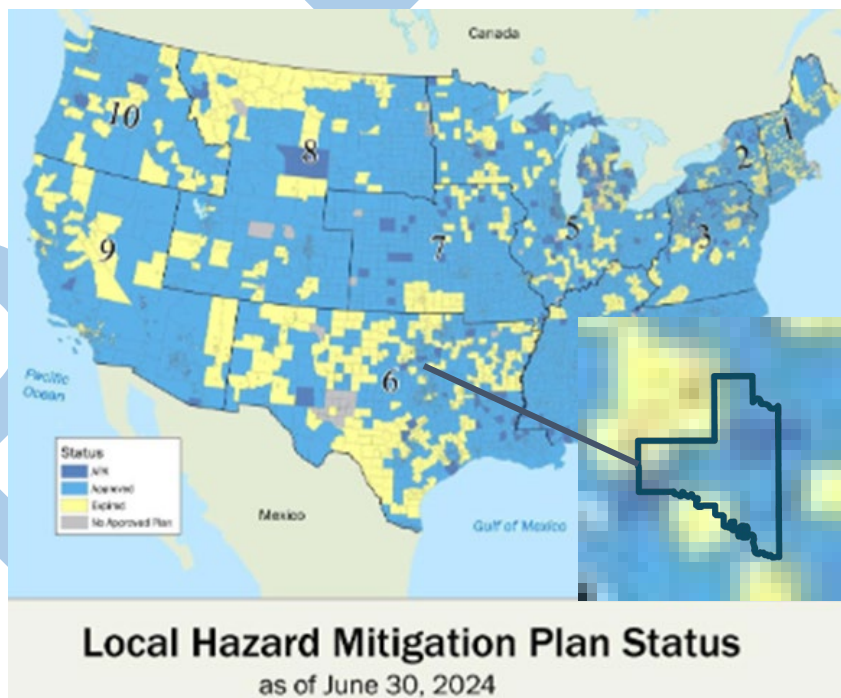 Canada
10
8
1
2
7
5
3
9
6
Pacific
Ocean
Status
APA
Approved
Expired
No Approved Plan
Mexico
Gulf of Mexico
Local Hazard Mitigation Plan Status
as of June 30, 2024